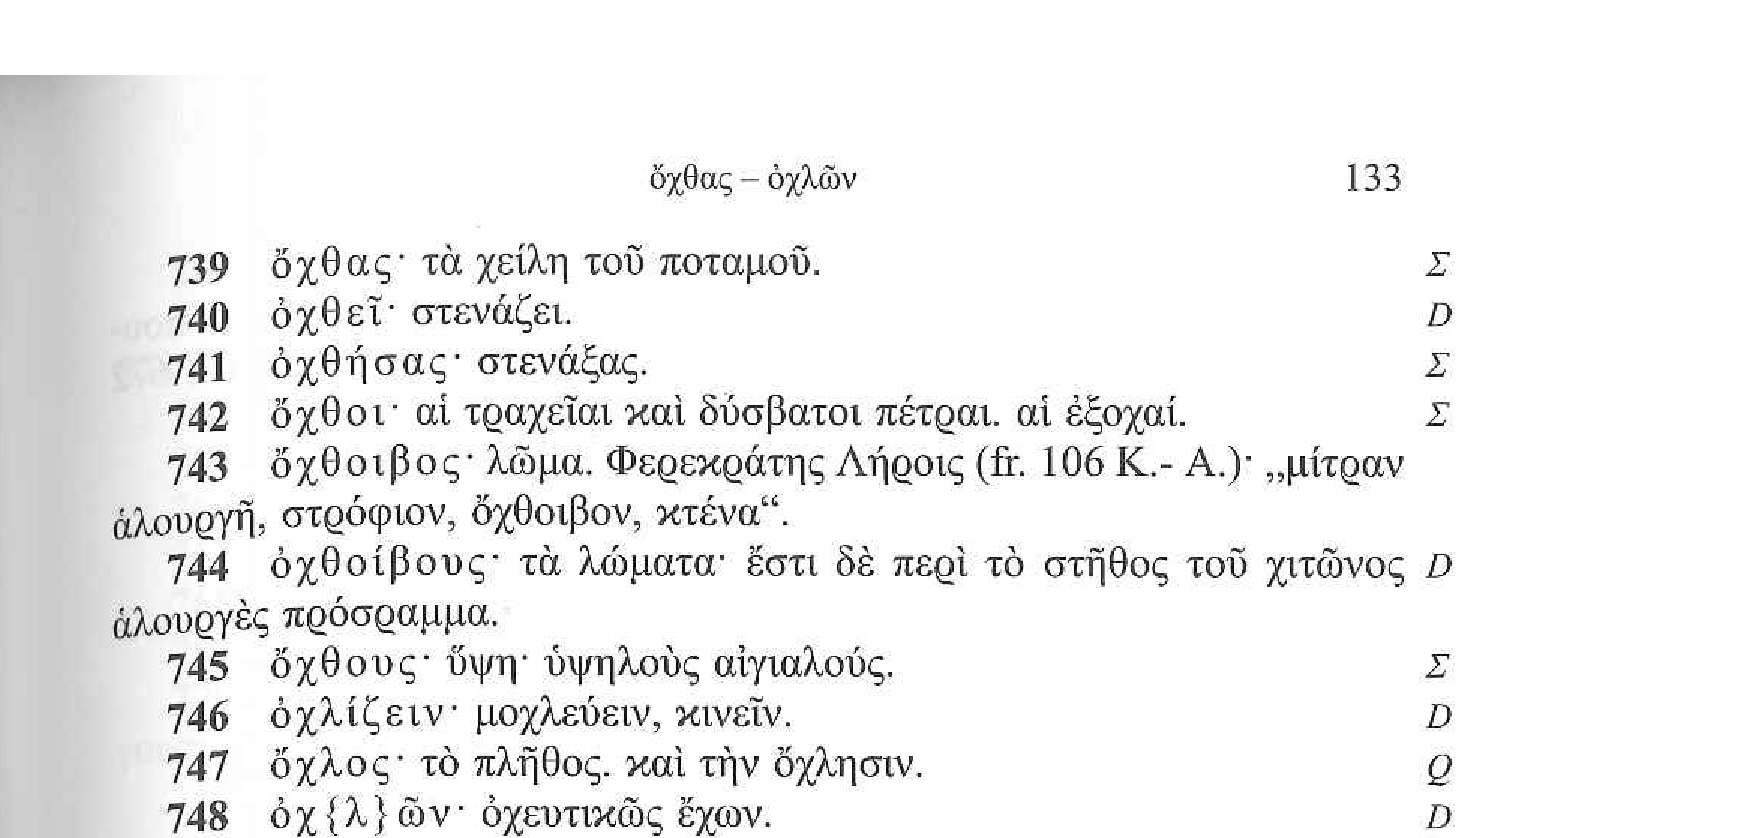 ὄχθας – ὀχλῶν 133
739 ὄχθας· τὰ χείλη τοῦ ποταμοῦ. Σ
740 ὀχθεῖ· στενάζει. D
741 ὀχθήσας· στενάξας. Σ
742 ὄχθοι· αἱ τραχεῖαι καὶ δύσβατοι πέτραι. αἱ ἐξοχαί. Σ
743 ὄχθοιβος· λῶμα. Φερεκράτης Λήροις (fr. 106 K.- A.)· „μίτραν
ἁλουργῆ, στρόφιον, ὄχθοιβον, κτένα“.
744 ὀχθοίβους· τὰ λώματα· ἔστι δὲ περὶ τὸ στῆθος τοῦ χιτῶνος D
ἁλουργὲς πρόσραμμα.
745 ὄχθους· ὕψη· ὑψηλοὺς αἰγιαλούς. Σ
746 ὀχλίζειν· μοχλεύειν, κινεῖν. D
747 ὄχλος· τὸ πλῆθος. καὶ τὴν ὄχλησιν. Q
748 ὀχ{λ}ῶν· ὀχευτικῶς ἔχων. D